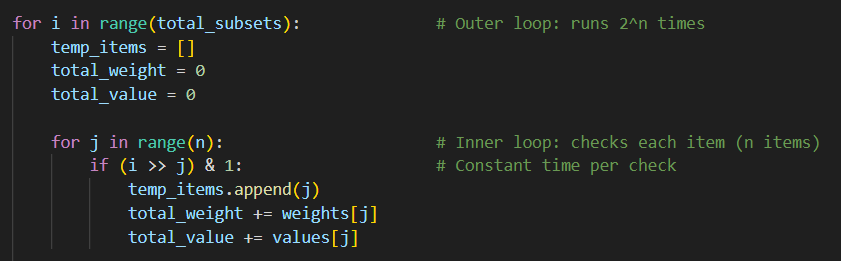 for i in range(total_subsets):                # Outer loop: runs 2^n times
    temp_items = []
    total_weight = 0
    total_value = 0

    for j in range(n):                        # Inner loop: checks each item (n items)
        if (i >> j) & 1:                      # Constant time per check
            temp_items.append(j)
            total_weight += weights[j]
            total_value += values[j]